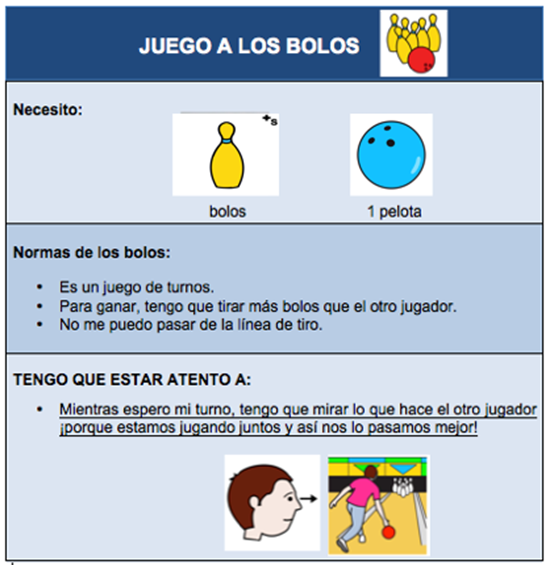 JUEGO A LOS BOLOS
Necesito:
+s
bolos
1 pelota
Normas de los bolos:
• Es un juego de turnos.
• Para ganar, tengo que tirar más bolos que el otro jugador.
• No me puedo pasar de la línea de tiro.
TENGO QUE ESTAR ATENTO A:
• Mientras espero mi turno, tengo que mirar lo que hace el otro jugador
¡porque estamos jugando juntos y así nos lo pasamos mejor!